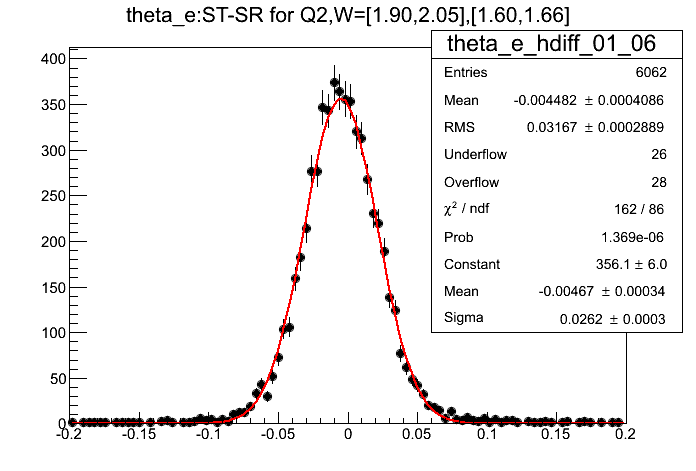 theta_e:ST-SR for Q2,W=[1.90,2.05],[1.60,1.66]
theta_e_hdiff_01_06
Entries 6062
Mean -0.004482 ± 0.0004086
RMS 0.03167 ± 0.0002889
Underflow 26
Overflow 28
χ² / ndf 162 / 86
Prob 1.369e-06
Constant 356.1 ± 6.0
Mean -0.00467 ± 0.00034
Sigma 0.0262 ± 0.0003
400
350
300
250
200
150
100
50
0
-0.2 -0.15 -0.1 -0.05 0 0.05 0.1 0.15 0.2